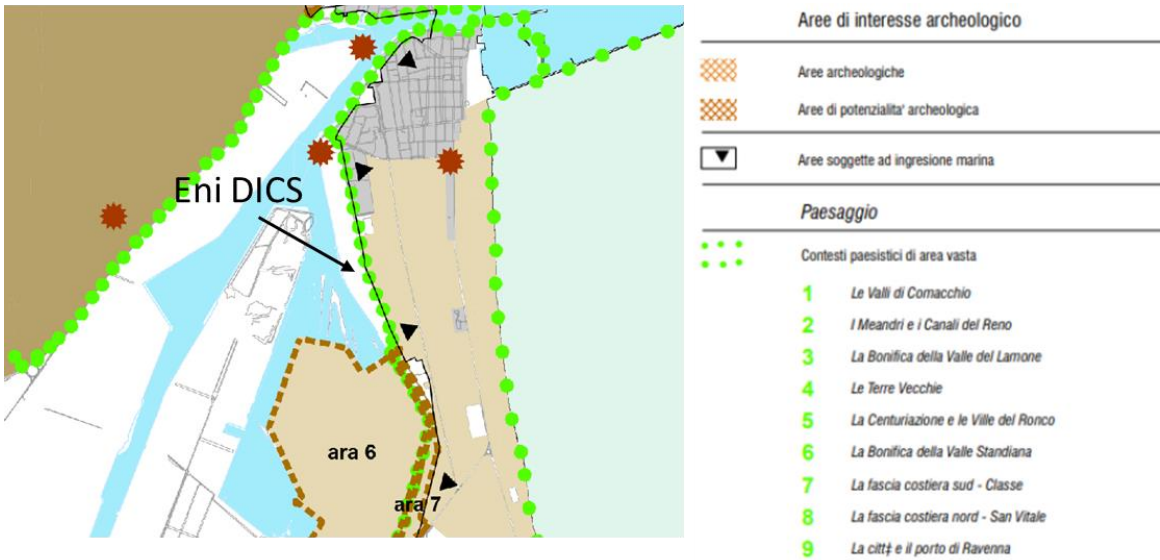 Eni DICS
ara 6
ara 7
Aree di interesse archeologico
Aree archeologiche
Aree di potenzialita' archeologica
Aree soggette ad ingresione marina
Paesaggio
Contesti paesistici di area vasta
1 Le Valli di Comacchio
2 I Meandri e i Canali del Reno
3 La Bonifica della Valle del Lamone
4 Le Terre Vecchie
5 La Centuriazione e le Ville del Ronco
6 La Bonifica della Valle Standiana
7 La fascia costiera sud - Classe
8 La fascia costiera nord - San Vitale
9 La citt‡ e il porto di Ravenna